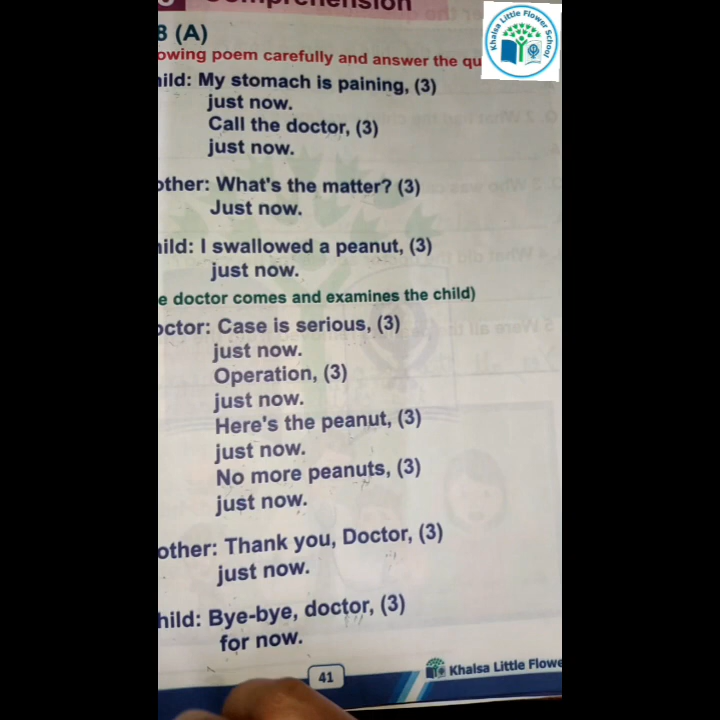 Comprehension
8 (A)
owing poem carefully and answer the qu
ild: My stomach is paining, (3)
just now.
Call the doctor, (3)
just now.
other: What's the matter? (3)
Just now.
ild: I swallowed a peanut, (3)
just now.
e doctor comes and examines the child)
octor: Case is serious, (3)
just now.
Operation, (3)
just now.
Here's the peanut, (3)
just now.
No more peanuts, (3)
just now.
other: Thank you, Doctor, (3)
just now.
hild: Bye-bye, doctor, (3)
for now.
41
Khalsa Little Flowe
Khalsa Little Flower School